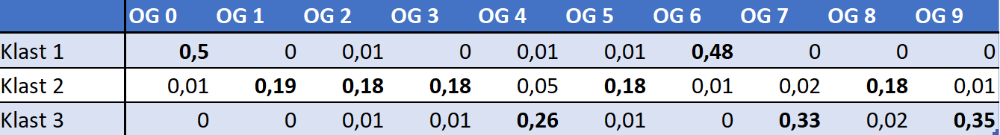 OG 0 OG 1 OG 2 OG 3 OG 4 OG 5 OG 6 OG 7 OG 8 OG 9
Klast 1 0,5 0 0,01 0 0,01 0,01 0,48 0 0 0
Klast 2 0,01 0,19 0,18 0,18 0,05 0,18 0,01 0,02 0,18 0,01
Klast 3 0 0 0,01 0,01 0,26 0,01 0 0,33 0,02 0,35